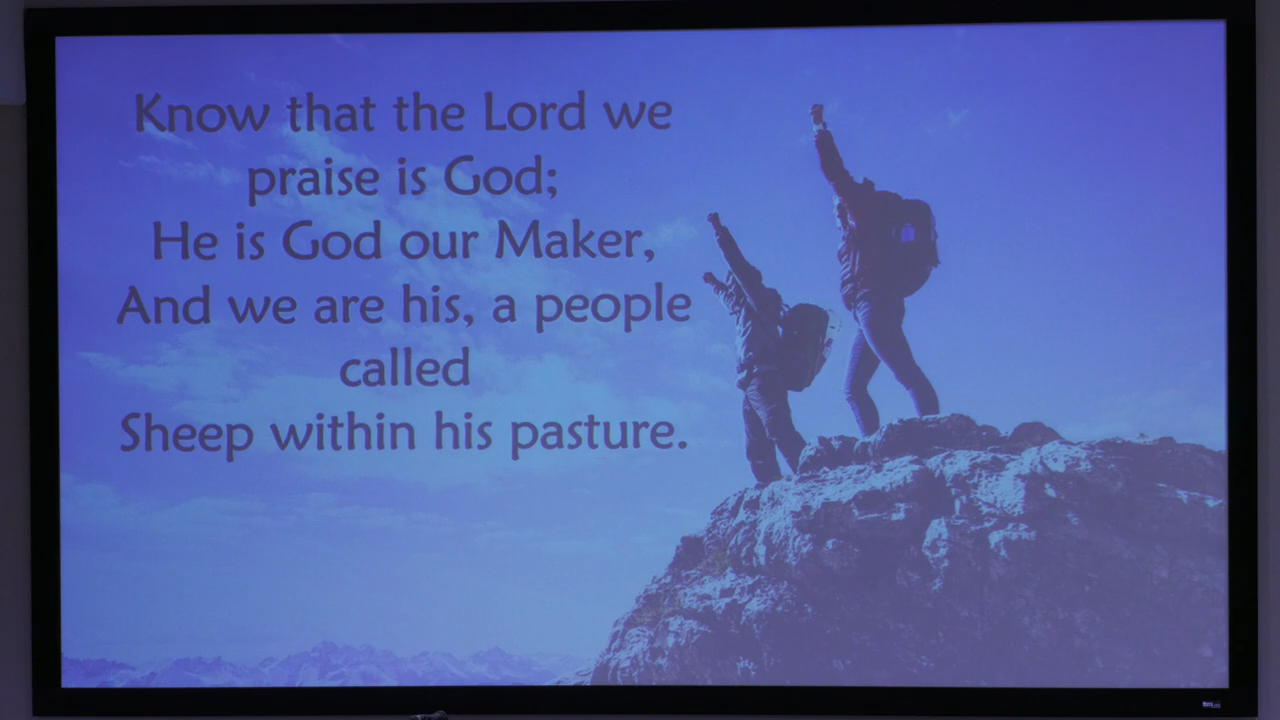 Know that the Lord we
praise is God;
He is God our Maker,
And we are his, a people
called
Sheep within his pasture.